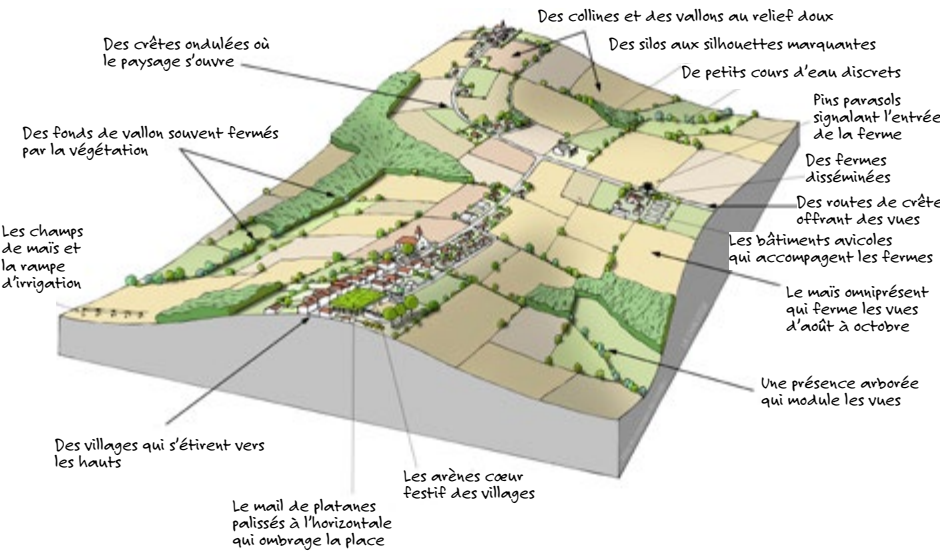 Des collines et des vallons au relief doux
Des crêtes ondulées où
le paysage s'ouvre
Des silos aux silhouettes marquantes
De petits cours d'eau discrets
Pins parasols
signalant l'entrée
de la ferme
Des fonds de vallon souvent fermés
par la végétation
Des fermes
disséminées
Des routes de crête
offrant des vues
Les champs
de maïs et
la rampe
d'irrigation
Les bâtiments avicoles
qui accompagent les fermes
Le maïs omniprésent
qui ferme les vues
d'août à octobre
Une présence arborée
qui module les vues
Des villages qui s'étirent vers
les hauts
Les arènes cœur
festif des villages
Le mail de platanes
palissés à l'horizontale
qui ombrage la place